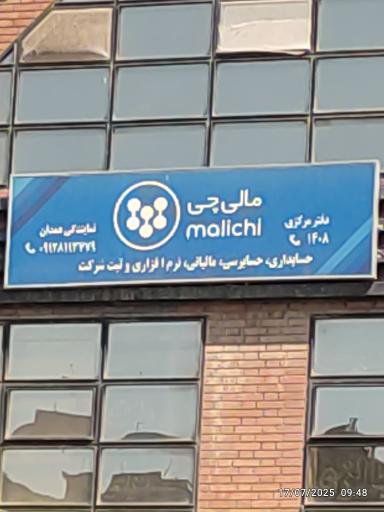 مالی‌چی
malichi
دفتر مرکزی
۱۴۰۸
نمایندگی همدان
۰۹۱۲۸۱۱۲۲۷۹
حسابداری، حسابرسی، مالیاتی، نرم افزاری و ثبت شرکت
17/07/2025 09:48